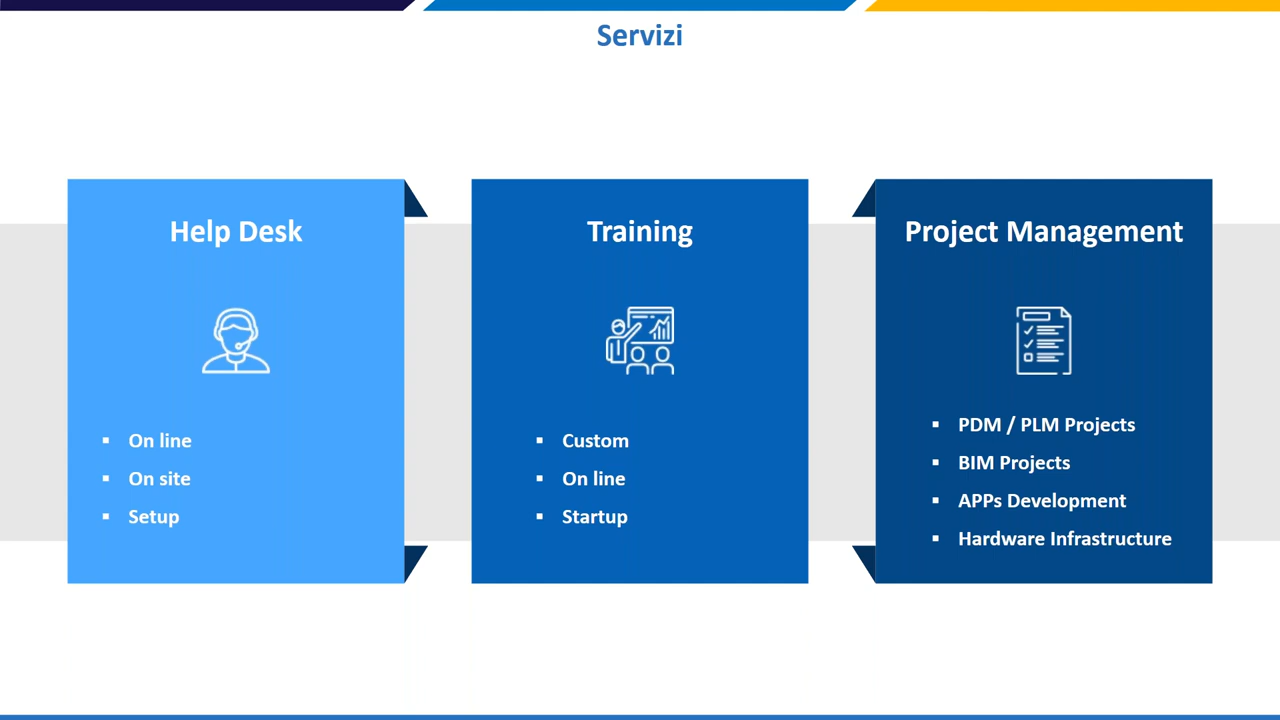 Servizi
Help Desk
On line
On site
Setup
Training
Custom
On line
Startup
Project Management
PDM / PLM Projects
BIM Projects
APPs Development
Hardware Infrastructure